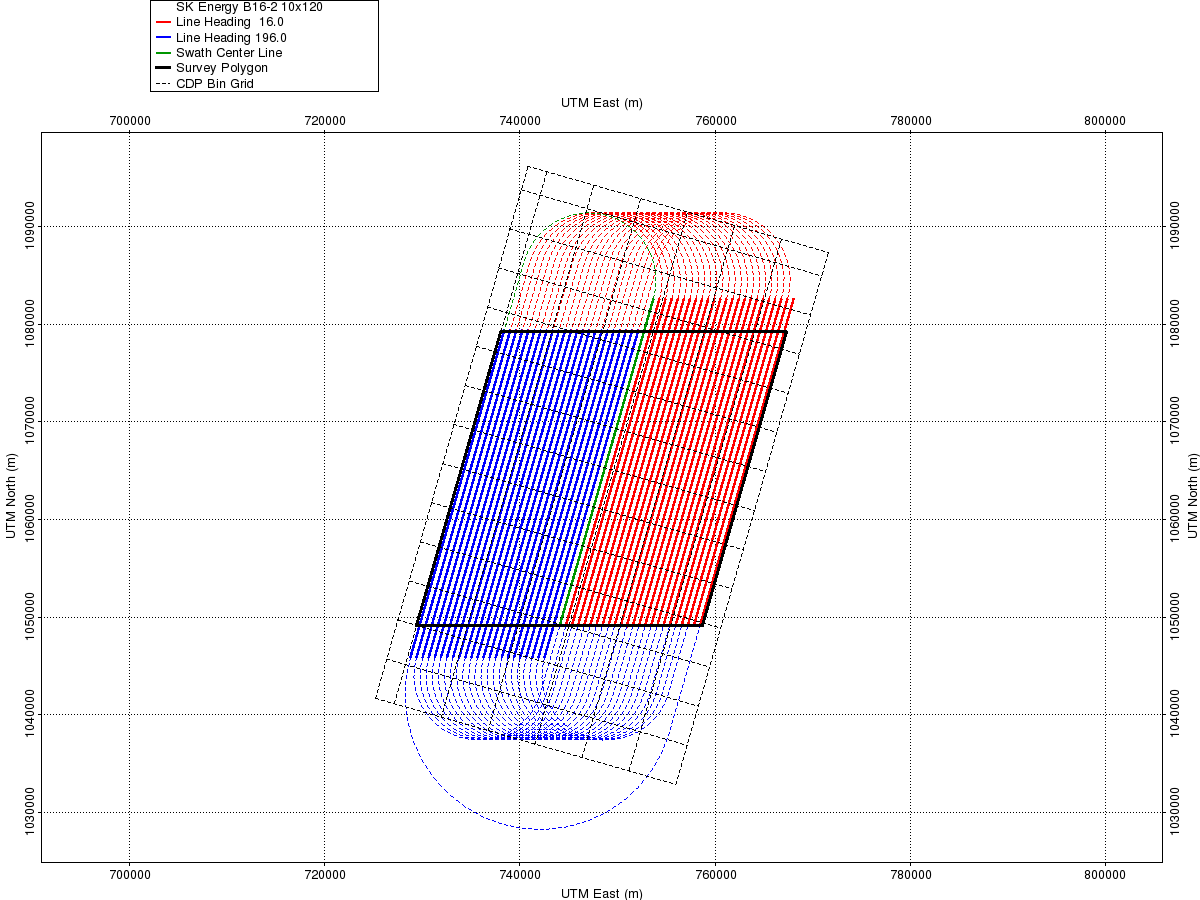 SK Energy B16-2 10x120
Line Heading  16.0
Line Heading 196.0
Swath Center Line
Survey Polygon
CDP Bin Grid
UTM East (m)
700000 720000 740000 760000 780000 800000
1090000 1090000
1080000 1080000
1070000 1070000
UTM North (m) UTM North (m)
1060000 1060000
1050000 1050000
1040000 1040000
1030000 1030000
700000 720000 740000 760000 780000 800000
UTM East (m)